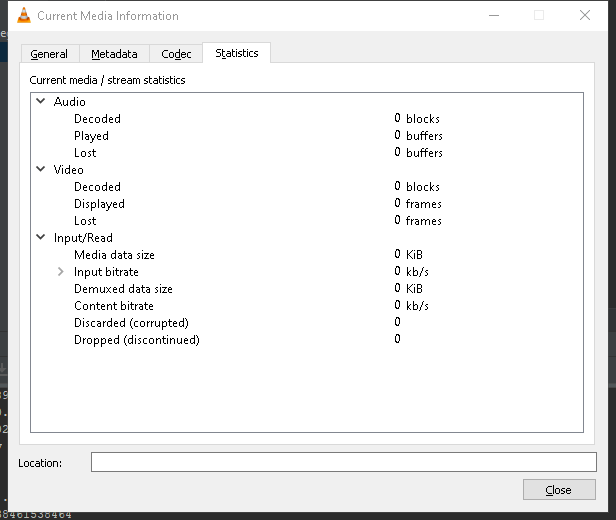 Current Media Information
General Metadata Codec Statistics
Current media / stream statistics
Audio
Decoded 0 blocks
Played 0 buffers
Lost 0 buffers
Video
Decoded 0 blocks
Displayed 0 frames
Lost 0 frames
Input/Read
Media data size 0 KiB
Input bitrate 0 kb/s
Demuxed data size 0 KiB
Content bitrate 0 kb/s
Discarded (corrupted) 0
Dropped (discontinued) 0
Location:
Close
38461538464